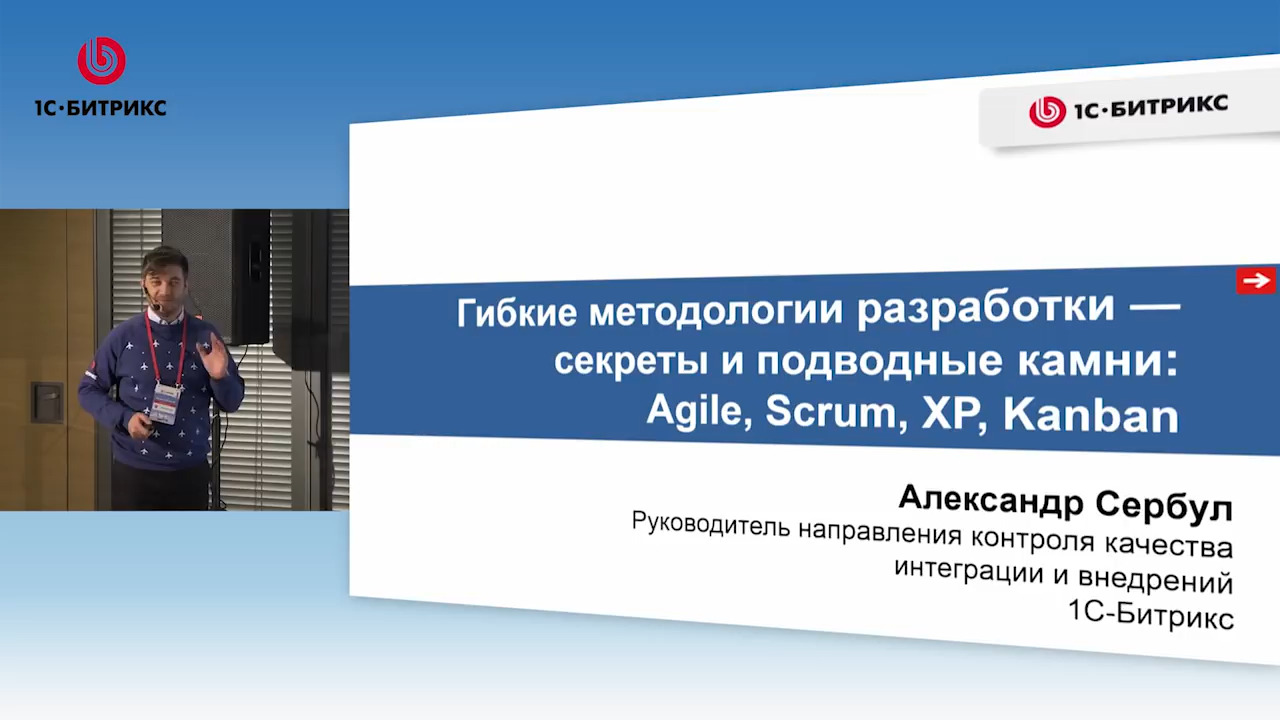 1С·БИТРИКС
1С·БИТРИКС
Гибкие методологии разработки —
секреты и подводные камни:
Agile, Scrum, XP, Kanban
Александр Сербул
Руководитель направления контроля качества
интеграции и внедрений
1С-Битрикс